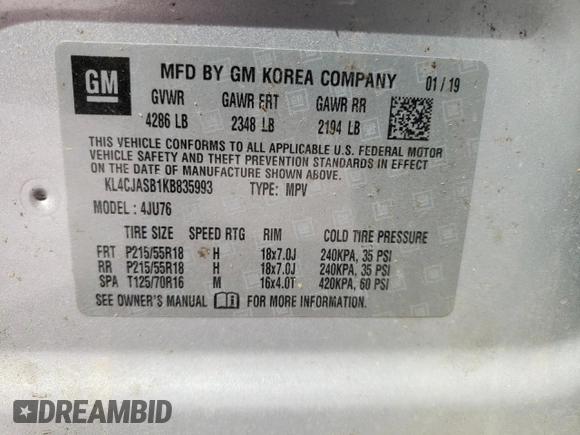 GM MFD BY GM KOREA COMPANY 01 / 19
GVWR GAWR FRT GAWR RR
4286 LB 2348 LB 2194 LB
THIS VEHICLE CONFORMS TO ALL APPLICABLE U.S. FEDERAL MOTOR
VEHICLE SAFETY AND THEFT PREVENTION STANDARDS IN EFFECT
ON THE DATE OF MANUFACTURE SHOWN ABOVE.
KL4CJASB1KB835993 TYPE: MPV
MODEL : 4JU76
TIRE SIZE SPEED RTG RIM COLD TIRE PRESSURE
FRT P215/55R18 H 18x7.0J 240KPA, 35 PSI
RR P215/55R18 H 18x7.0J 240KPA, 35 PSI
SPA T125/70R16 M 16x4.0T 420KPA, 60 PSI
SEE OWNER'S MANUAL FOR MORE INFORMATION.
DREAMBID